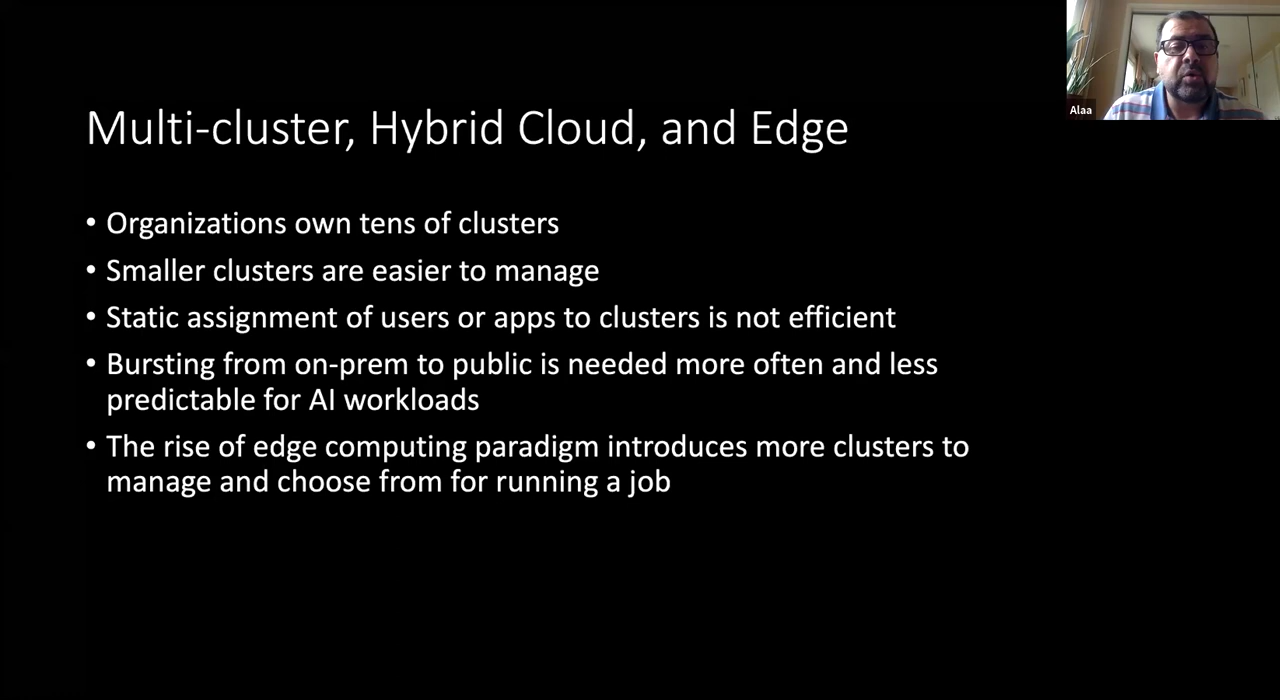 Alaa
Multi-cluster, Hybrid Cloud, and Edge
• Organizations own tens of clusters
• Smaller clusters are easier to manage
• Static assignment of users or apps to clusters is not efficient
• Bursting from on-prem to public is needed more often and less
predictable for AI workloads
• The rise of edge computing paradigm introduces more clusters to
manage and choose from for running a job